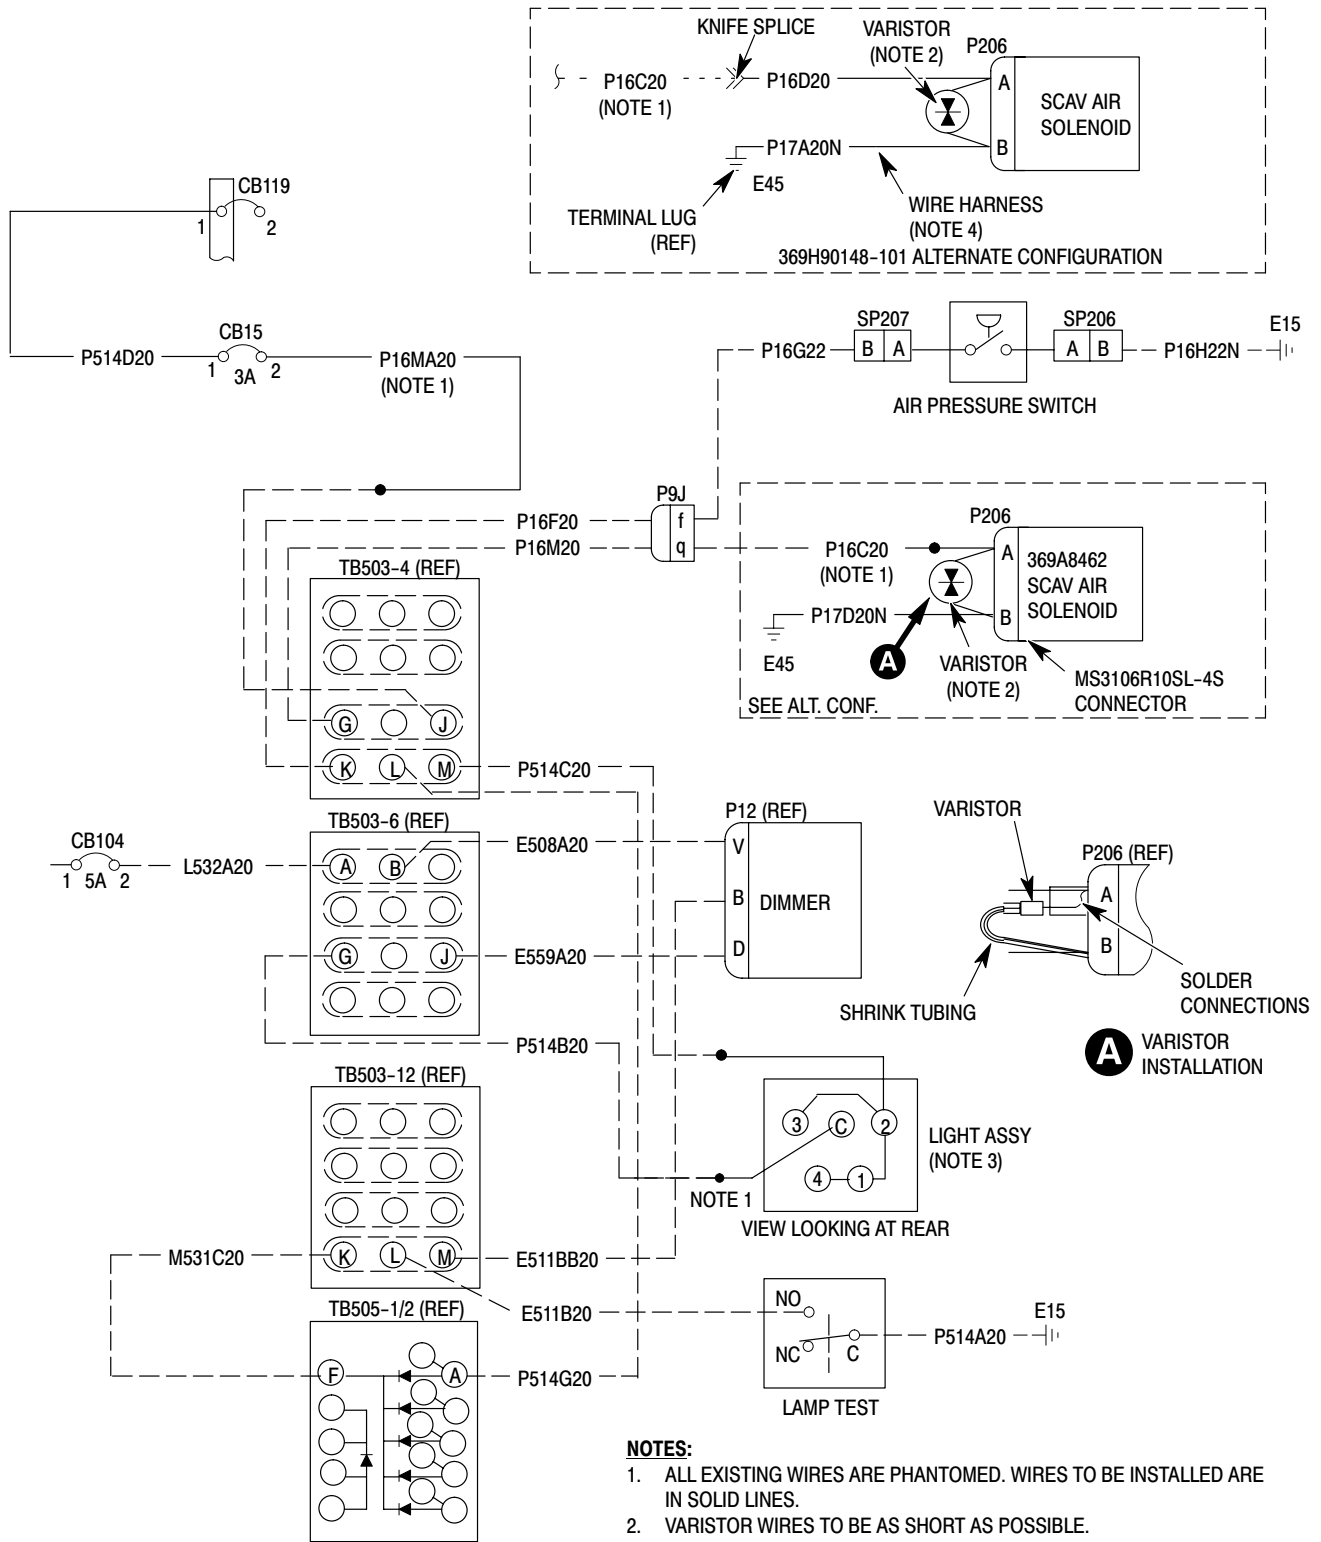 KNIFE SPLICE
VARISTOR
(NOTE 2)
P206
P16C20
(NOTE 1)
P16D20
A
SCAV AIR
SOLENOID
P17A20N
B
E45
TERMINAL LUG
(REF)
WIRE HARNESS
(NOTE 4)
369H90148-101 ALTERNATE CONFIGURATION
CB119
1
2
CB15
P514D20
1
3A
2
P16MA20
(NOTE 1)
SP207
SP206
E15
P16G22
B
A
A
B
P16H22N
AIR PRESSURE SWITCH
P9J
P16F20
f
P16M20
q
P206
P16C20
(NOTE 1)
A
369A8462
SCAV AIR
SOLENOID
P17D20N
B
E45
A
VARISTOR
(NOTE 2)
MS3106R10SL-4S
CONNECTOR
SEE ALT. CONF.
TB503-4 (REF)
G
J
K
L
M
P514C20
TB503-6 (REF)
CB104
1
5A
2
L532A20
A
B
E508A20
G
J
E559A20
P514B20
P12 (REF)
V
B
DIMMER
D
VARISTOR
P206 (REF)
A
B
SHRINK TUBING
SOLDER
CONNECTIONS
A
VARISTOR
INSTALLATION
TB503-12 (REF)
3
C
2
4
1
LIGHT ASSY
(NOTE 3)
NOTE 1
VIEW LOOKING AT REAR
M531C20
K
L
M
E511BB20
E511B20
TB505-1/2 (REF)
F
A
P514G20
NO
NC
C
P514A20
E15
LAMP TEST
NOTES:
1. ALL EXISTING WIRES ARE PHANTOMED. WIRES TO BE INSTALLED ARE
IN SOLID LINES.
2. VARISTOR WIRES TO BE AS SHORT AS POSSIBLE.